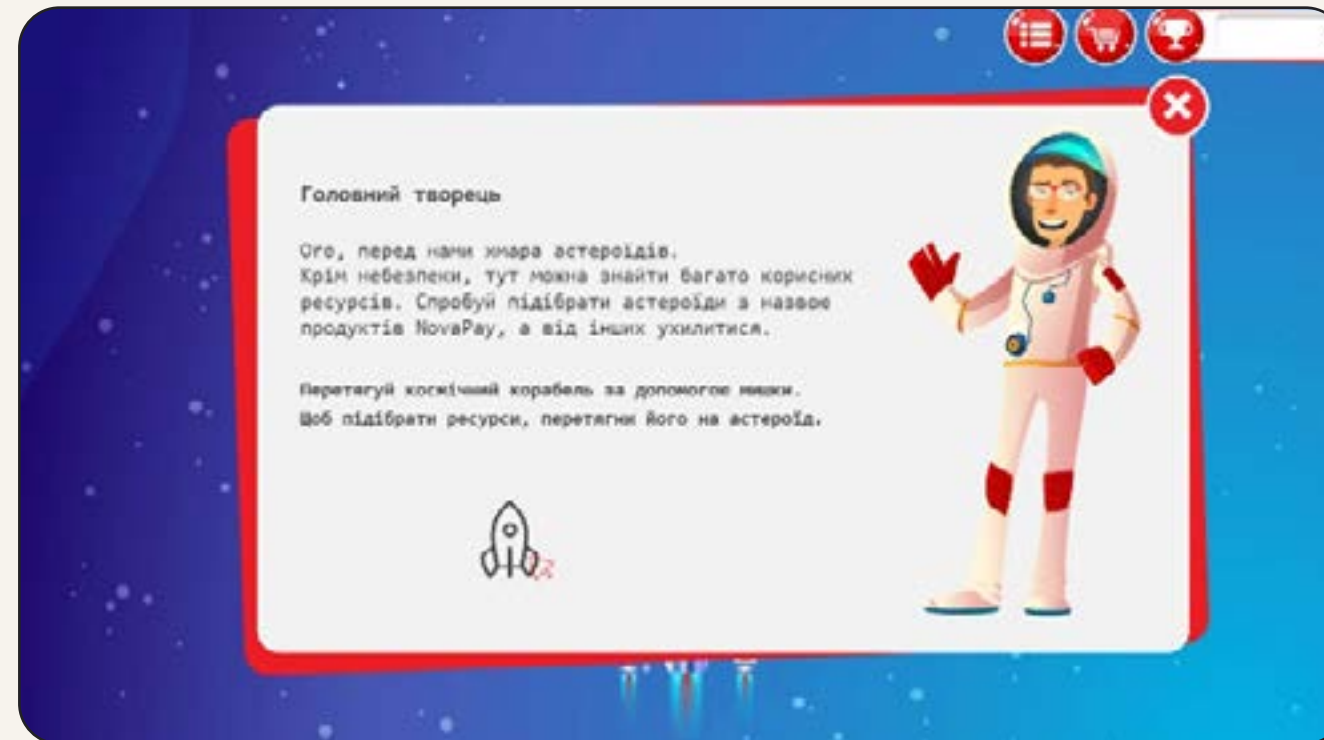 Головний творець
Ого, перед нами хмара астероїдів.
Крім небезпеки, тут можна знайти багато корисних
ресурсів. Спробуй підібрати астероїди з назвою
продуктів NovaPay, а від інших ухилитися.
Перетягуй космічний корабель за допомогою мишки.
Щоб підібрати ресурси, перетягни його на астероїд.